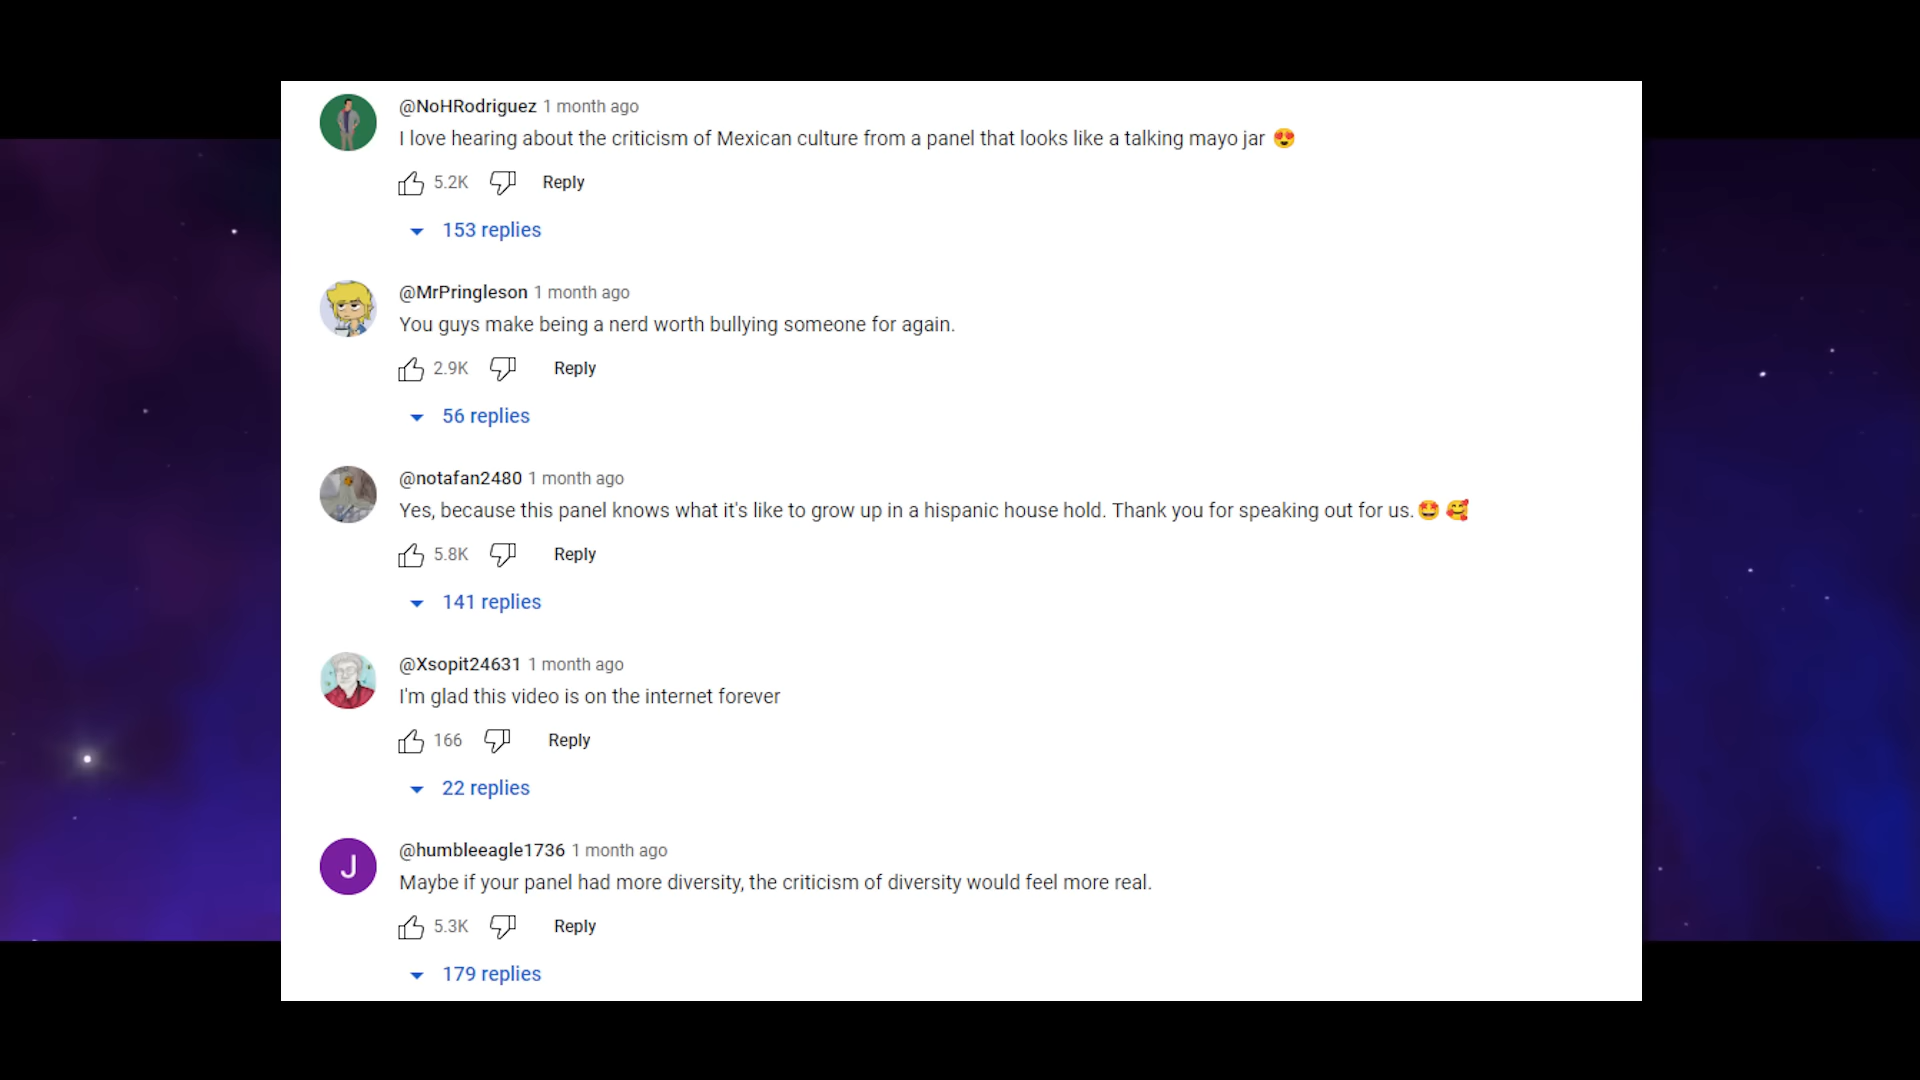 @NoHRodriguez 1 month ago
I love hearing about the criticism of Mexican culture from a panel that looks like a talking mayo jar 😍
5.2K Reply
153 replies
@MrPringleson 1 month ago
You guys make being a nerd worth bullying someone for again.
2.9K Reply
56 replies
@notafan2480 1 month ago
Yes, because this panel knows what it's like to grow up in a hispanic house hold. Thank you for speaking out for us.🤩 🥰
5.8K Reply
141 replies
@Xsopit24631 1 month ago
I'm glad this video is on the internet forever
166 Reply
22 replies
J
@humbleeagle1736 1 month ago
Maybe if your panel had more diversity, the criticism of diversity would feel more real.
5.3K Reply
179 replies